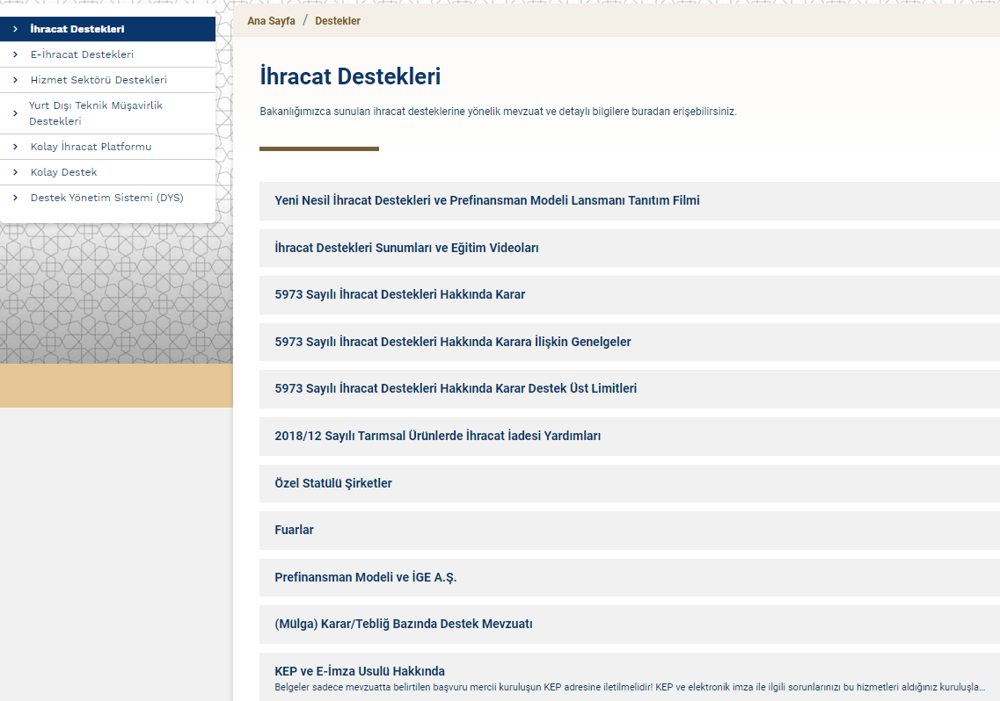 İhracat Destekleri
E-İhracat Destekleri
Hizmet Sektörü Destekleri
Yurt Dışı Teknik Müşavirlik
Destekleri
Kolay İhracat Platformu
Kolay Destek
Destek Yönetim Sistemi (DYS)
Ana Sayfa / Destekler
İhracat Destekleri
Bakanlığımızca sunulan ihracat desteklerine yönelik mevzuat ve detaylı bilgilere buradan erişebilirsiniz.
Yeni Nesil İhracat Destekleri ve Prefinansman Modeli Lansmanı Tanıtım Filmi
İhracat Destekleri Sunumları ve Eğitim Videoları
5973 Sayılı İhracat Destekleri Hakkında Karar
5973 Sayılı İhracat Destekleri Hakkında Karara İlişkin Genelgeler
5973 Sayılı İhracat Destekleri Hakkında Karar Destek Üst Limitleri
2018/12 Sayılı Tarımsal Ürünlerde İhracat İadesi Yardımları
Özel Statülü Şirketler
Fuarlar
Prefinansman Modeli ve İGE A.Ş.
(Mülga) Karar/Tebliğ Bazında Destek Mevzuatı
KEP ve E-İmza Usulü Hakkında
Belgeler sadece mevzuatta belirtilen başvuru mercii kuruluşun KEP adresine iletilmelidir! KEP ve elektronik imza ile ilgili sorunlarınızı bu hizmetleri aldığınız kuruluşla...